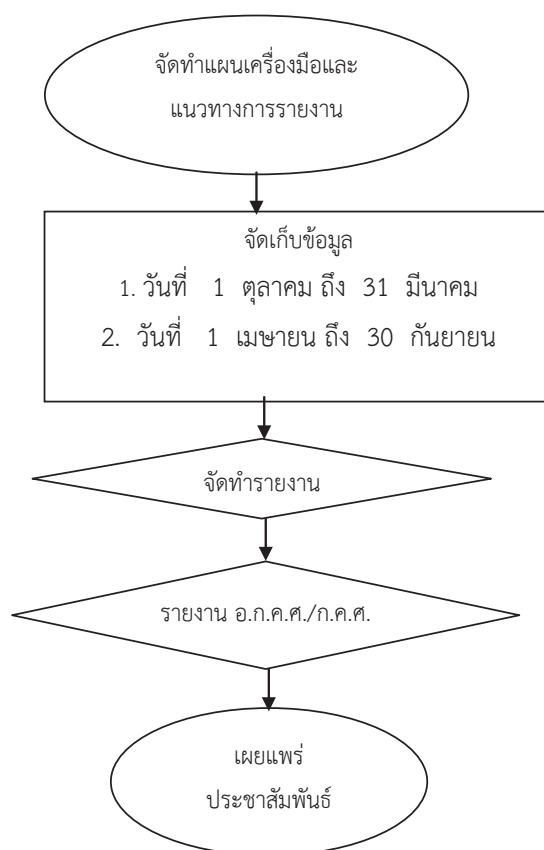 จัดทำแผนเครื่องมือและ
แนวทางการรายงาน
จัดเก็บข้อมูล
1. วันที่ 1 ตุลาคม ถึง 31 มีนาคม
2. วันที่ 1 เมษายน ถึง 30 กันยายน
จัดทำรายงาน
รายงาน อ.ก.ค.ศ./ก.ค.ศ.
เผยแพร่
ประชาสัมพันธ์